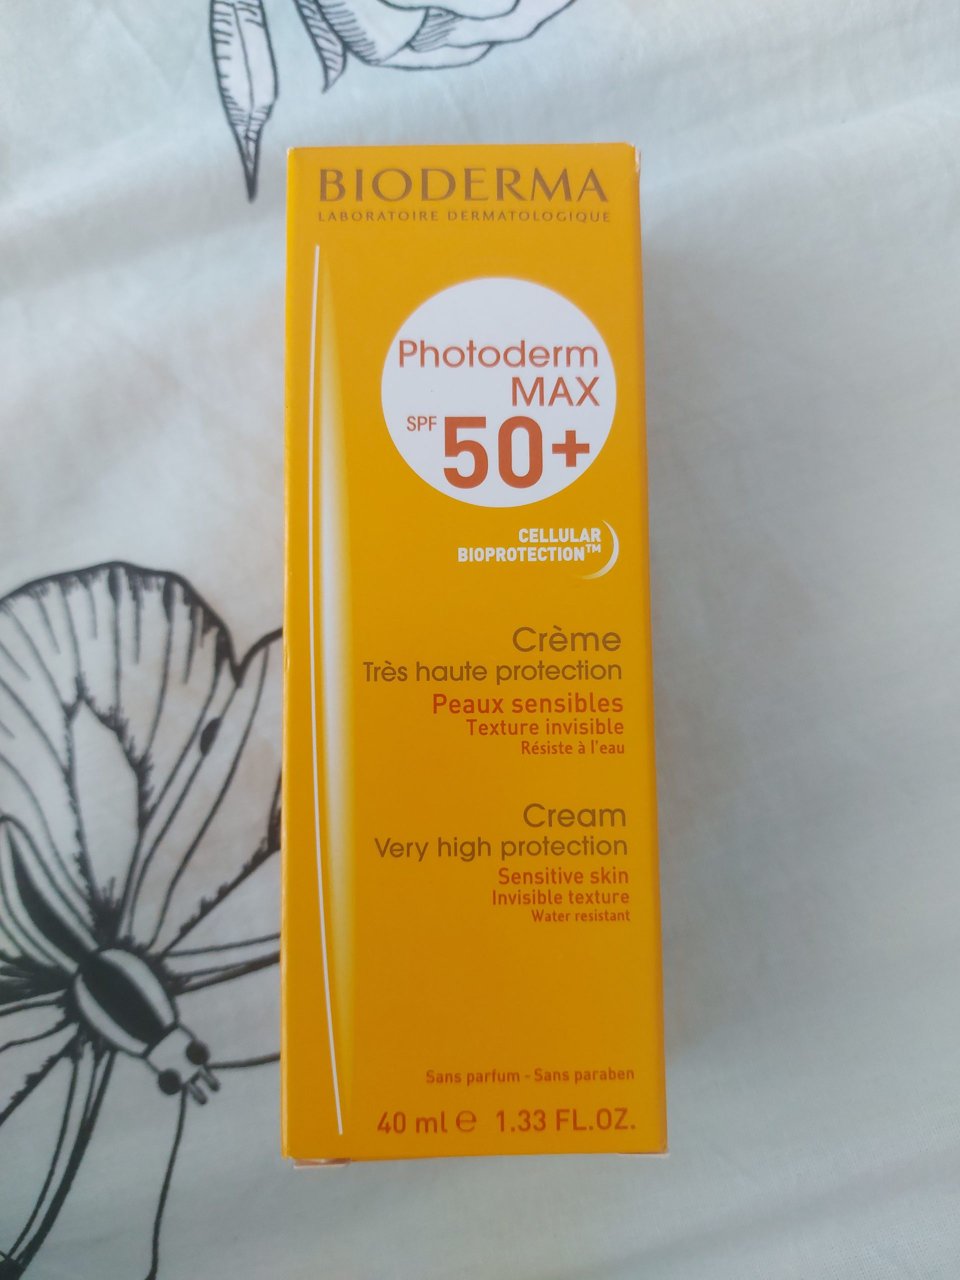 BIODERMA
LABORATOIRE DERMATOLOGIQUE
Photoderm
MAX
SPF 50+
CELLULAR
BIOPROTECTION™
Crème
Très haute protection
Peaux sensibles
Texture invisible
Résiste à l'eau
Cream
Very high protection
Sensitive skin
Invisible texture
Water resistant
Sans parfum - Sans paraben
40 ml ℮ 1.33 FL.OZ.